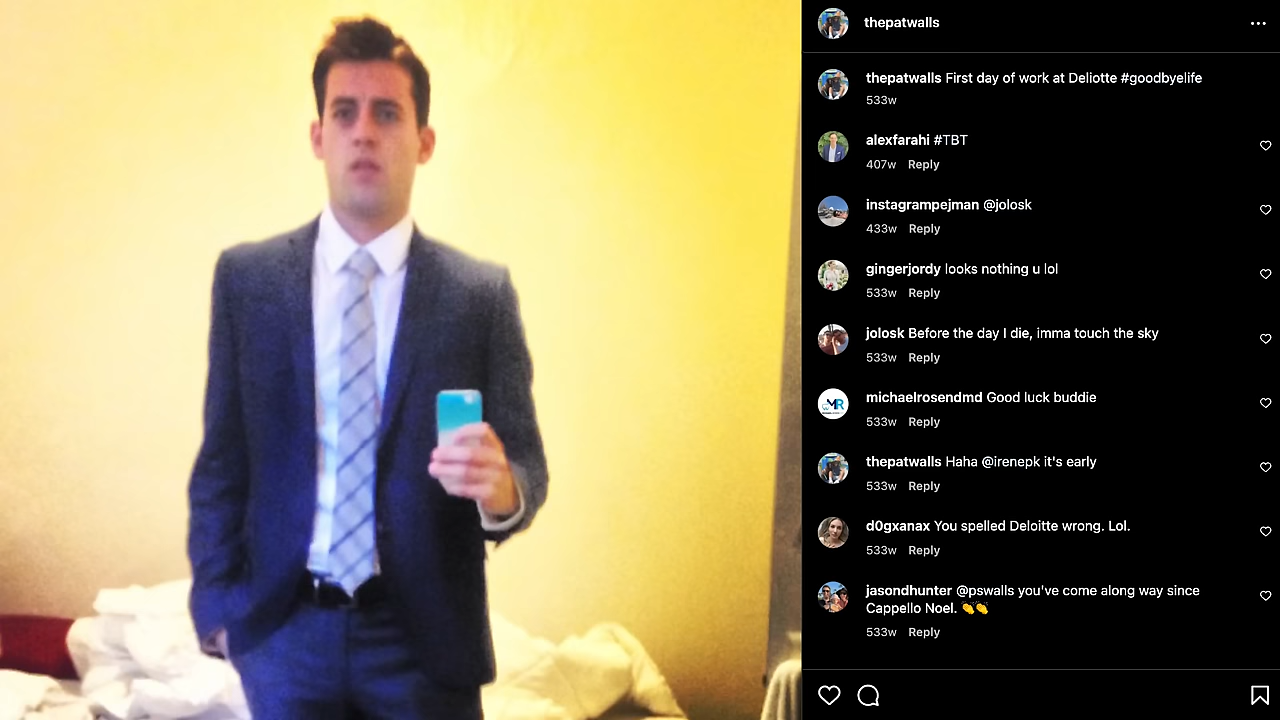 thepatwalls
thepatwalls First day of work at Deliotte #goodbyelife
533w
alexfarahi #TBT
407w Reply
instagrampejman @jolosk
433w Reply
gingerjordy looks nothing u lol
533w Reply
jolosk Before the day I die, imma touch the sky
533w Reply
michaelrosendmd Good luck buddie
533w Reply
thepatwalls Haha @irenepk it's early
533w Reply
d0gxanax You spelled Deloitte wrong. Lol.
533w Reply
jasondhunter @pswalls you've come along way since
Cappello Noel. 👏👏
533w Reply